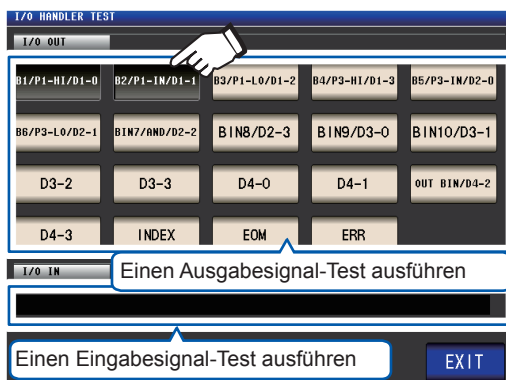 I/O HANDLER TEST
I/O OUT
B1/P1-HI/D1-0 B2/P1-IN/D1-1 B3/P1-LO/D1-2 B4/P3-HI/D1-3 B5/P3-IN/D2-0
B6/P3-LO/D2-1 BIN7/AND/D2-2 BIN8/D2-3 BIN9/D3-0 BIN10/D3-1
D3-2 D3-3 D4-0 D4-1 OUT BIN/D4-2
D4-3 INDEX EOM ERR
I/O IN
Einen Ausgabesignal-Test ausführen
Einen Eingabesignal-Test ausführen
EXIT